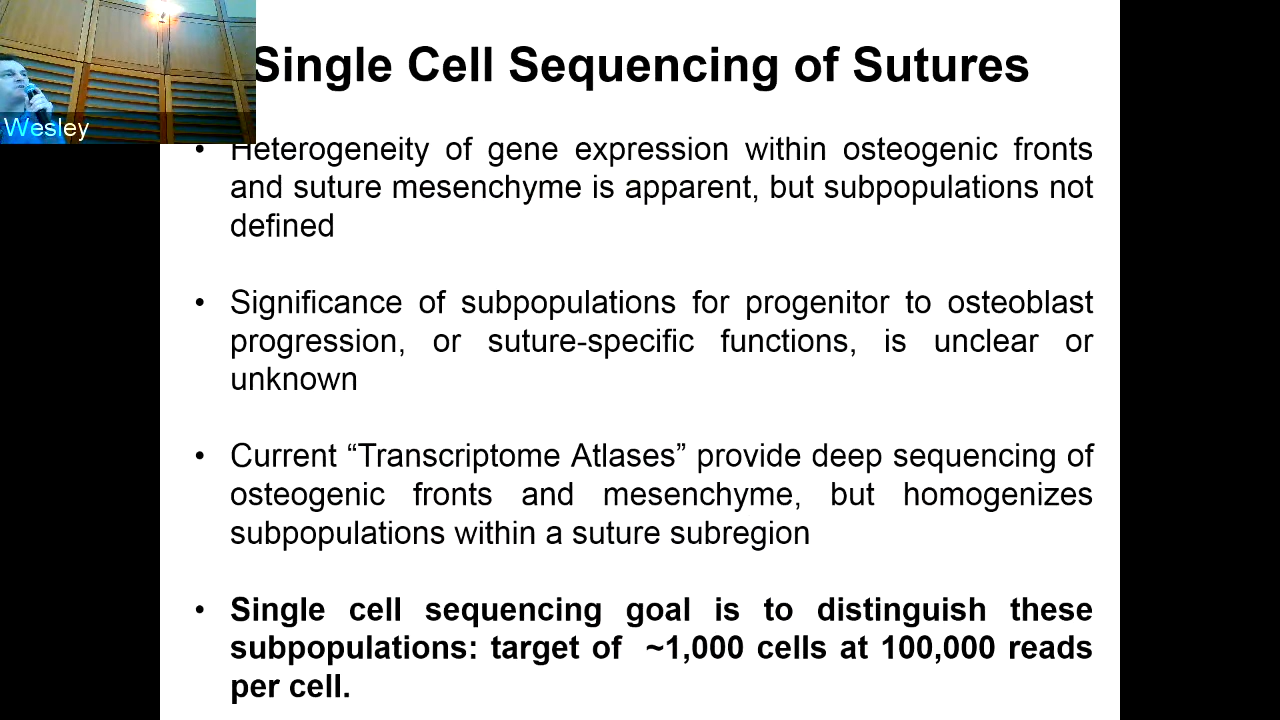 Single Cell Sequencing of Sutures
Wesley
• Heterogeneity of gene expression within osteogenic fronts
and suture mesenchyme is apparent, but subpopulations not
defined
• Significance of subpopulations for progenitor to osteoblast
progression, or suture-specific functions, is unclear or
unknown
• Current “Transcriptome Atlases” provide deep sequencing of
osteogenic fronts and mesenchyme, but homogenizes
subpopulations within a suture subregion
• Single cell sequencing goal is to distinguish these
subpopulations: target of ~1,000 cells at 100,000 reads
per cell.